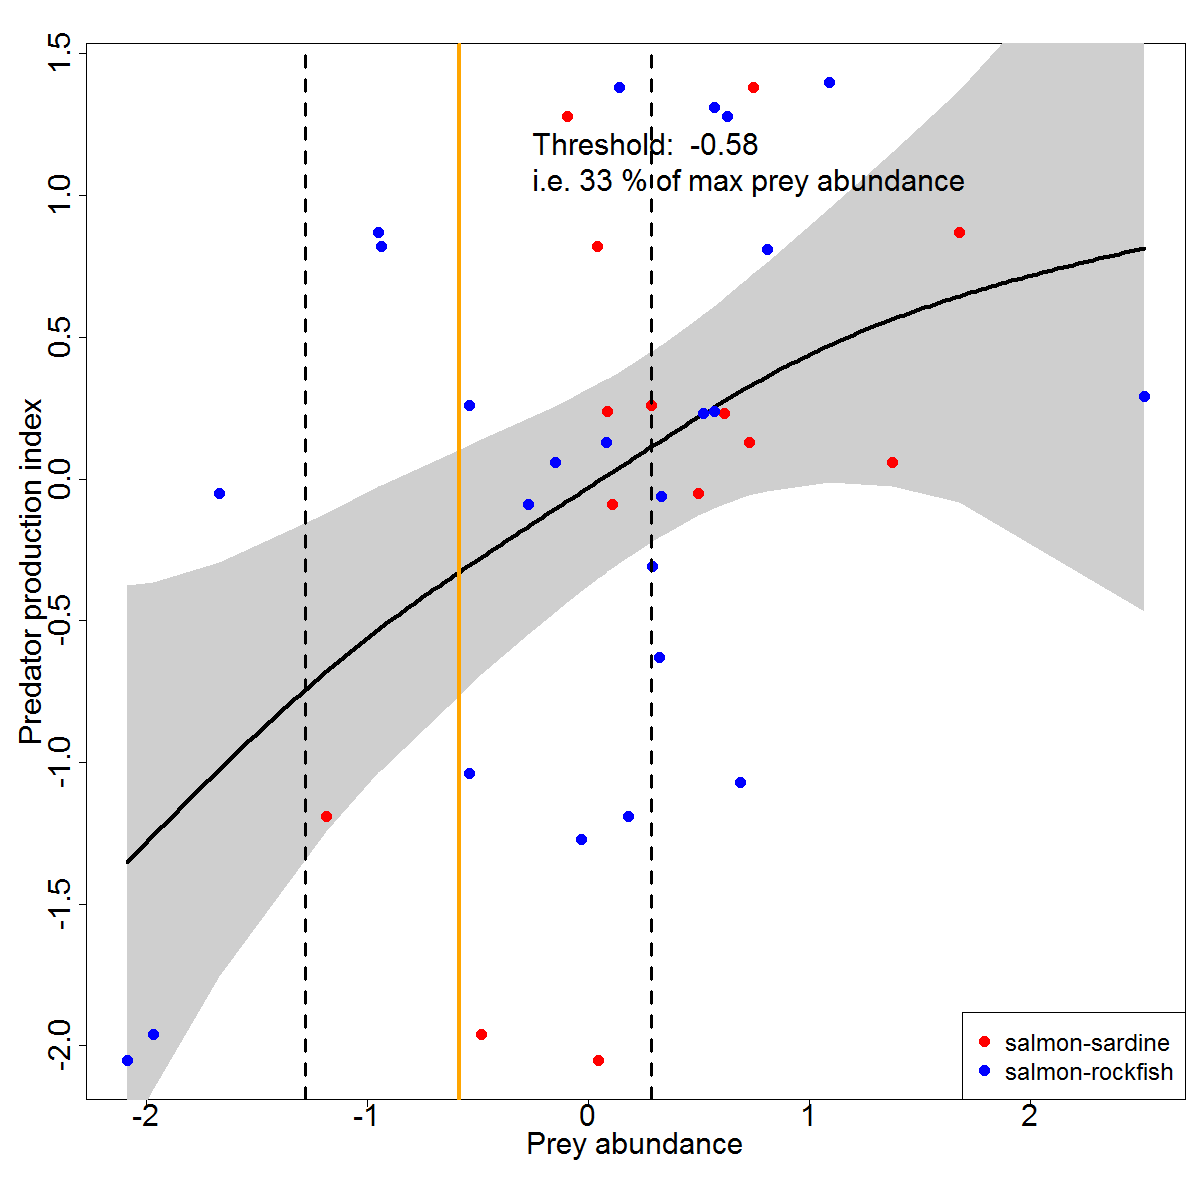 1.5
1.0
0.5
0.0
-0.5
-1.0
-1.5
-2.0
Predator production index
Threshold:  -0.58
i.e. 33 % of max prey abundance
salmon-sardine
salmon-rockfish
-2 -1 0 1 2
Prey abundance